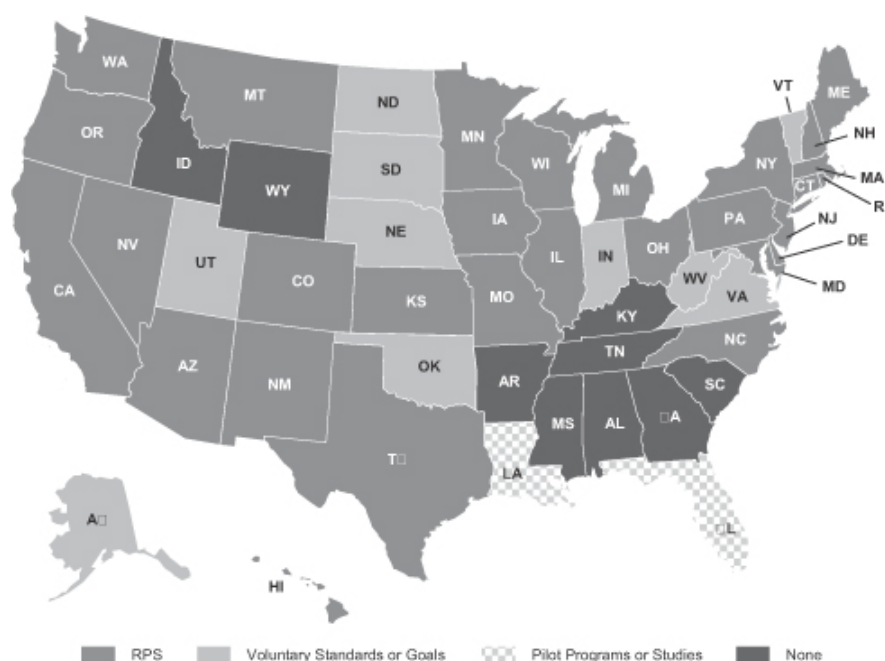 WA
MT
ND
MN
VT
ME
OR
NH
ID
SD
WI
NY
MA
WY
MI
CT
R
IA
PA
NE
NJ
NV
OH
DE
UT
IL
IN
CO
WV
MD
CA
KS
MO
VA
KY
NC
TN
AZ
OK
NM
AR
SC
MS
AL
□A
T□
LA
A□
□L
HI
RPS
Voluntary Standards or Goals
Pilot Programs or Studies
None